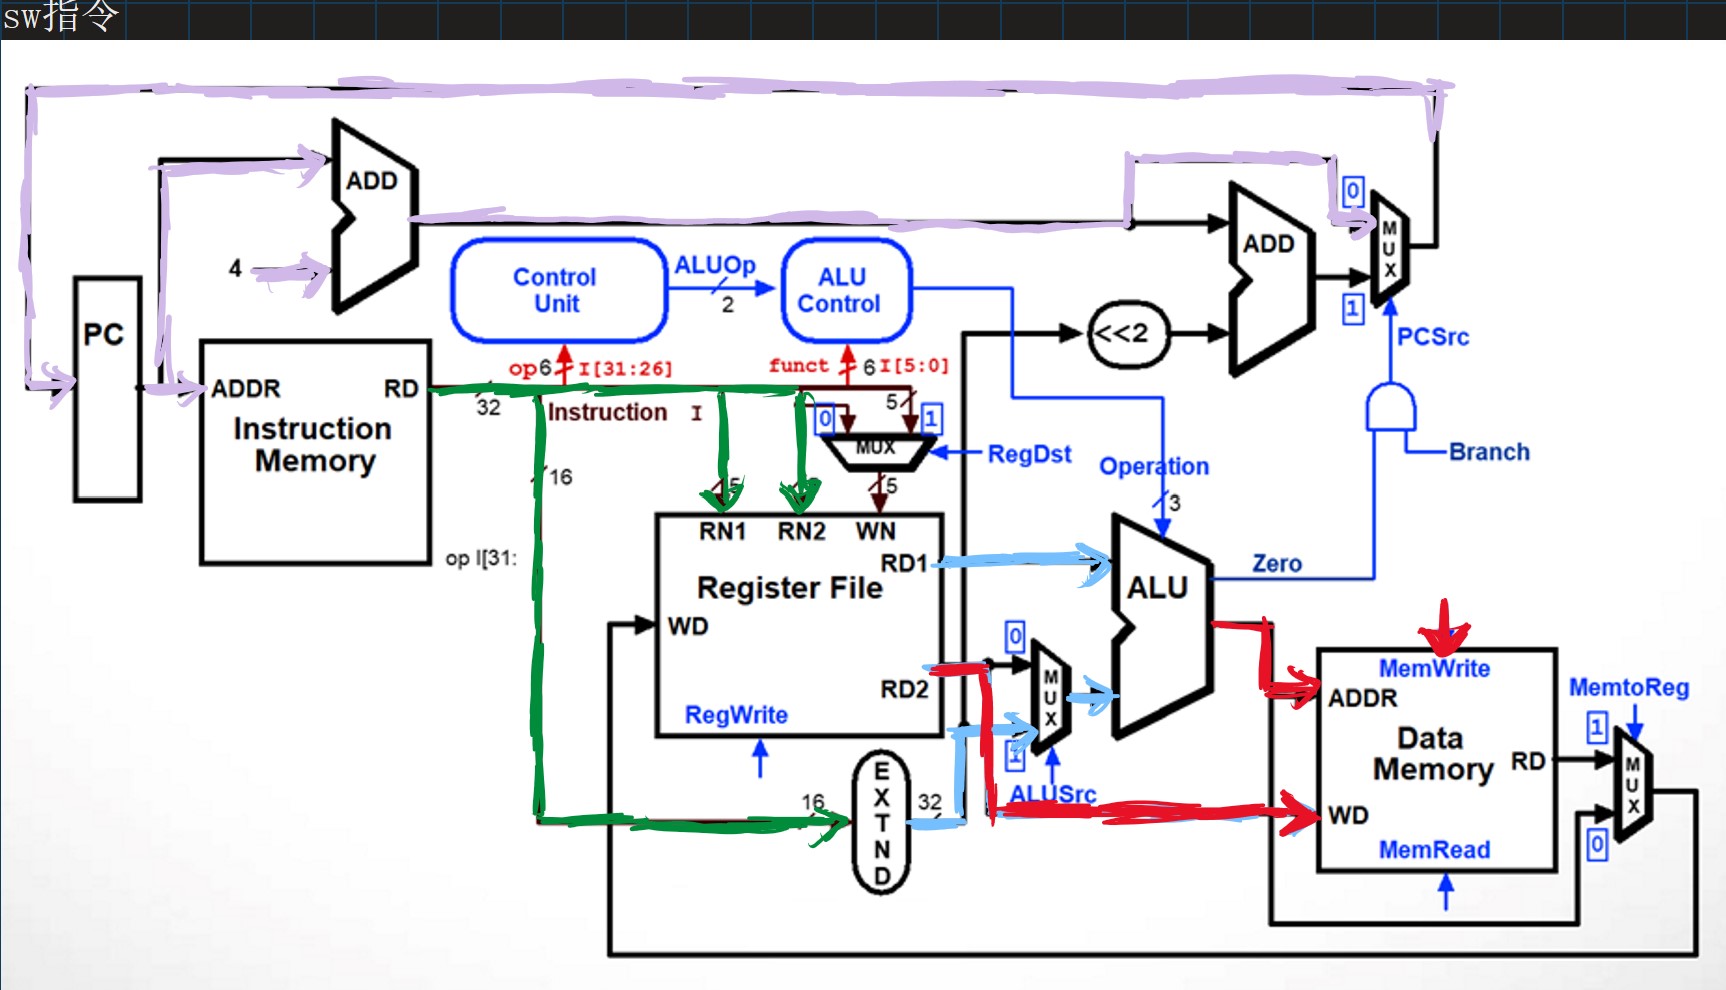 sw指令
ADD
4
Control
Unit
ALUOp
2
ALU
Control
ADD
0
MUX
1
PCSrc
<<2
PC
op 6 I[31:26]
funct 6 I[5:0]
ADDR
RD
32
Instruction I
0
5
1
MUX
RegDst
Instruction
Memory
16
5
5
Operation
3
Branch
op I[31:
RN1
RN2
WN
RD1
Register File
WD
RD2
RegWrite
ALU
Zero
0
MUX
1
ALUSrc
MemWrite
ADDR
Data
Memory
RD
WD
MemRead
MemtoReg
1
MUX
0
16
EXTND
32